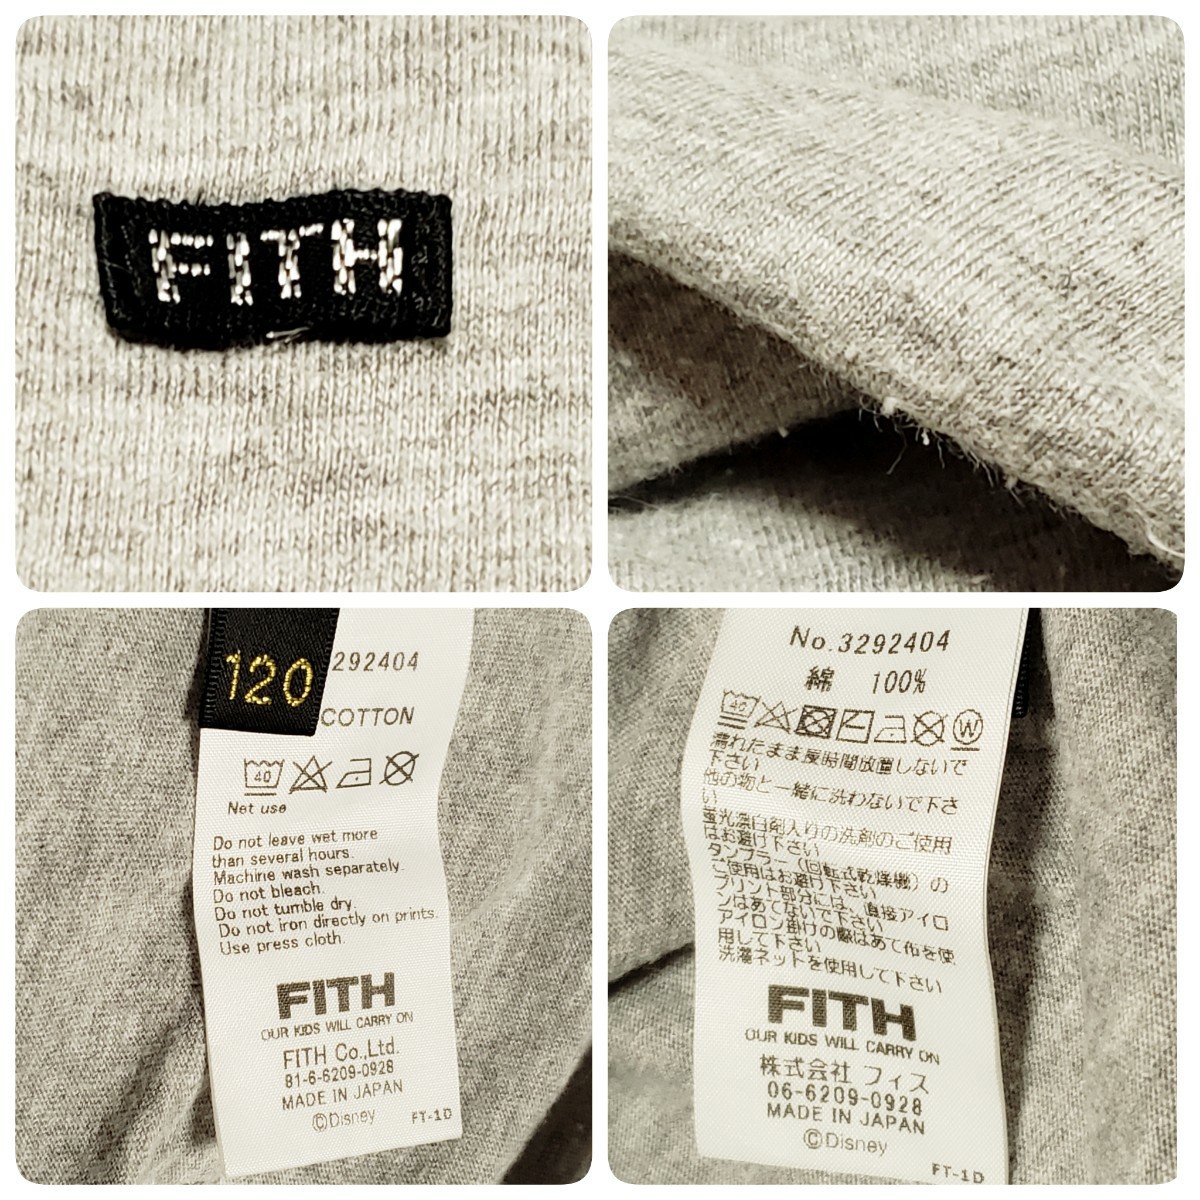 FITH
120
292404
COTTON
40
Net use
Do not leave wet more
than several hours.
Machine wash separately.
Do not bleach.
Do not tumble dry.
Do not iron directly on prints.
Use press cloth.
FITH
OUR KIDS WILL CARRY ON
FITH Co.,Ltd.
81-6-6209-0928
MADE IN JAPAN
©Disney FT-1D
No.3292404
綿 100%
40 W
濡れたまま長時間放置しないで
下さい
他の物と一緒に洗わないで下さ
い
蛍光漂白剤入りの洗剤のご使用
はお避け下さい
タンブラー（回転式乾燥機）の
ご使用はお避け下さい
プリント部分には、直接アイロ
ンはあてないで下さい
アイロン掛けの際はあて布を使
用して下さい
洗濯ネットを使用して下さい
FITH
OUR KIDS WILL CARRY ON
株式会社 フィス
06-6209-0928
MADE IN JAPAN
©Disney
FT-1D